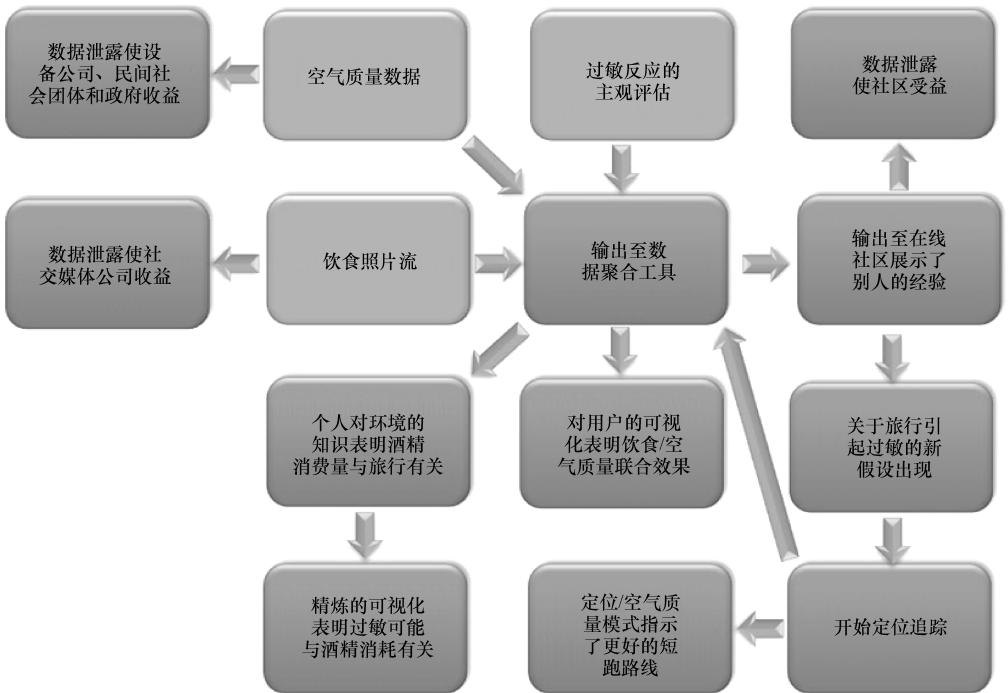 数据泄露使设
备公司、民间社
会团体和政府收益
空气质量数据
过敏反应的
主观评估
数据泄露
使社区受益
数据泄露使社
交媒体公司收益
饮食照片流
输出至数
据聚合工具
输出至在线
社区展示了
别人的经验
个人对环境的
知识表明酒精
消费量与旅行有关
对用户的可视
化表明饮食/空
气质量联合效果
关于旅行引
起过敏的新
假设出现
精炼的可视化
表明过敏可能
与酒精消耗有关
定位/空气质
量模式指示
了更好的短
跑路线
开始定位追踪